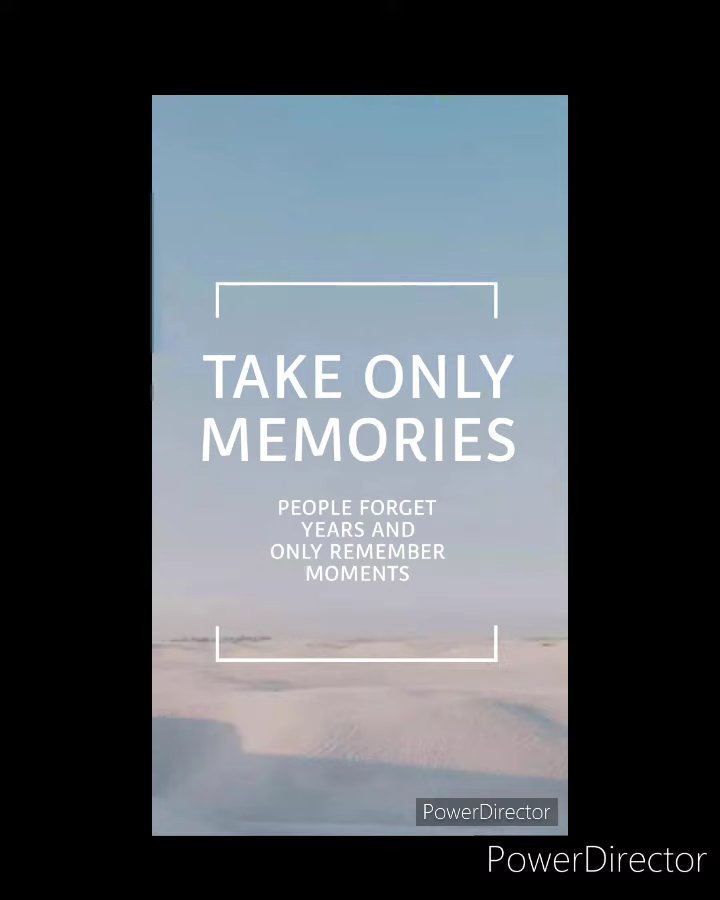 TAKE ONLY
MEMORIES
PEOPLE FORGET
YEARS AND
ONLY REMEMBER
MOMENTS
PowerDirector
PowerDirector